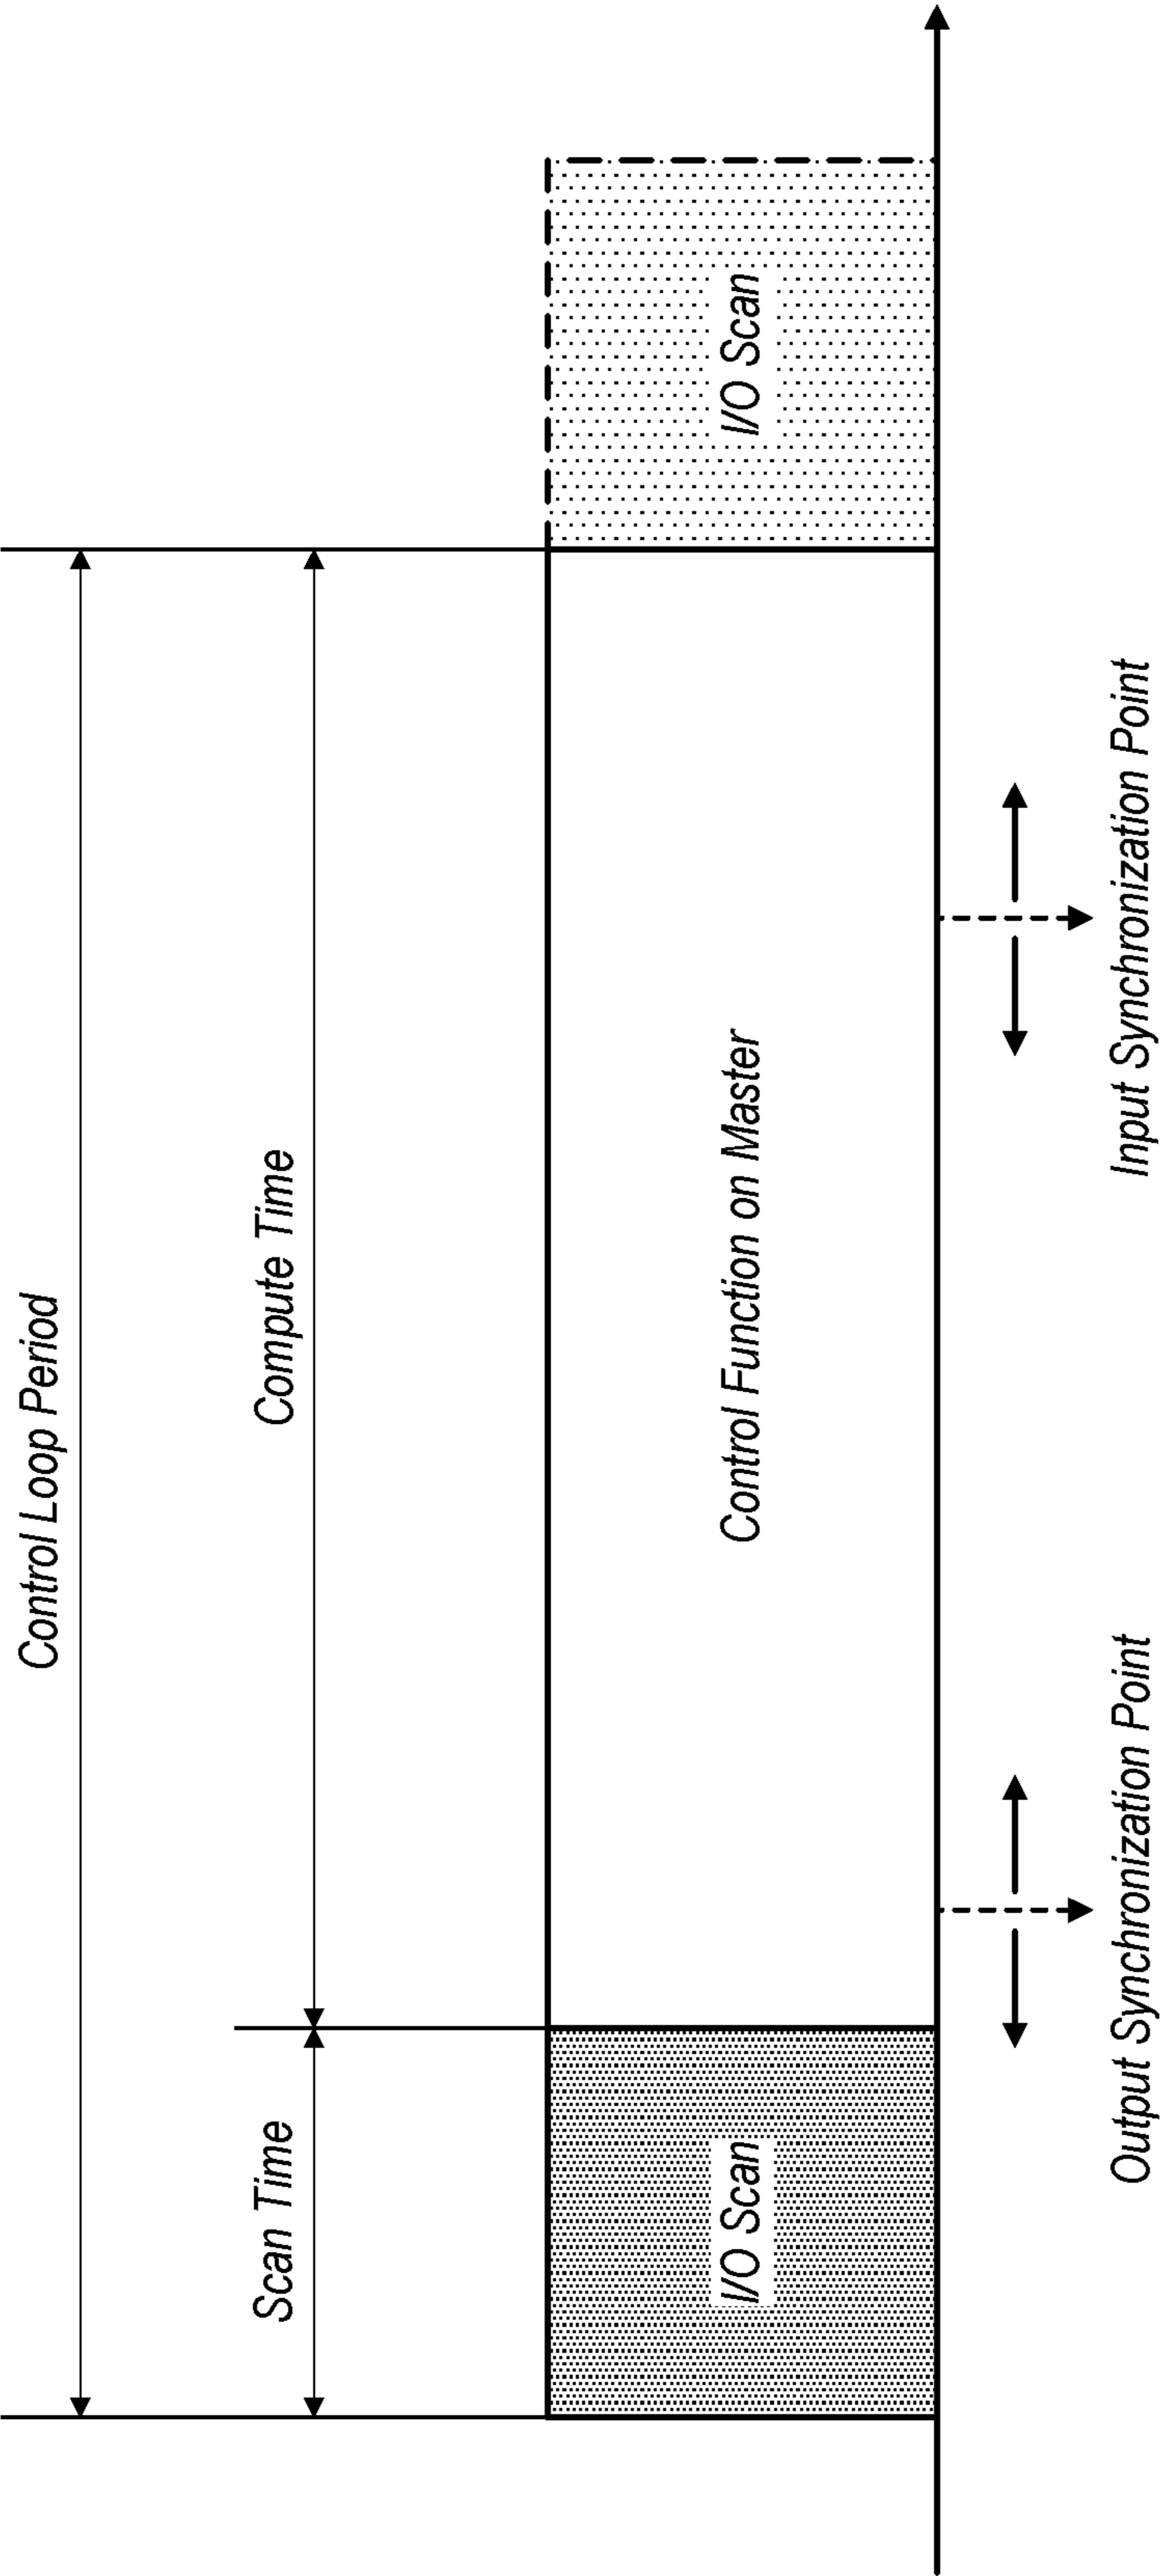 Control Loop Period
Scan Time
Compute Time
I/O Scan
Control Function on Master
I/O Scan
Output Synchronization Point
Input Synchronization Point